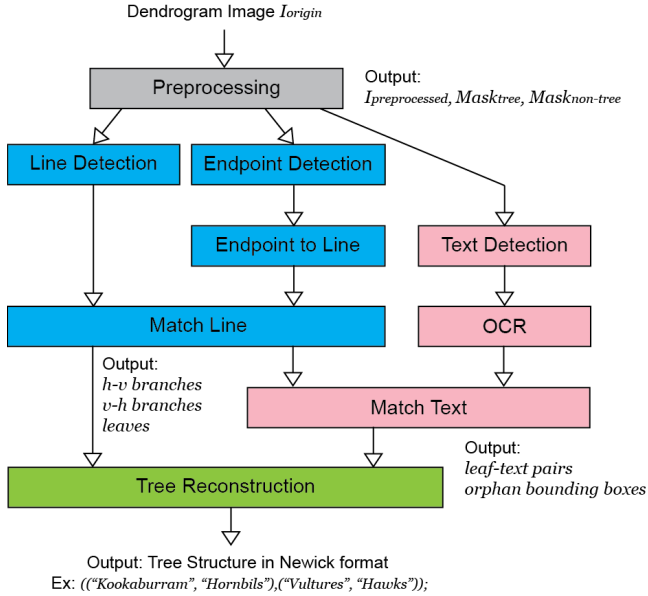 Dendrogram Image Iorigin
Preprocessing
Output:
Ipreprocessed, Masktree, Masknon-tree
Line Detection
Endpoint Detection
Endpoint to Line
Text Detection
Match Line
OCR
Output:
h-v branches
v-h branches
leaves
Match Text
Output:
leaf-text pairs
orphan bounding boxes
Tree Reconstruction
Output: Tree Structure in Newick format
Ex: ((“Kookaburram”, “Hornbils”),(“Vultures”, “Hawks”));